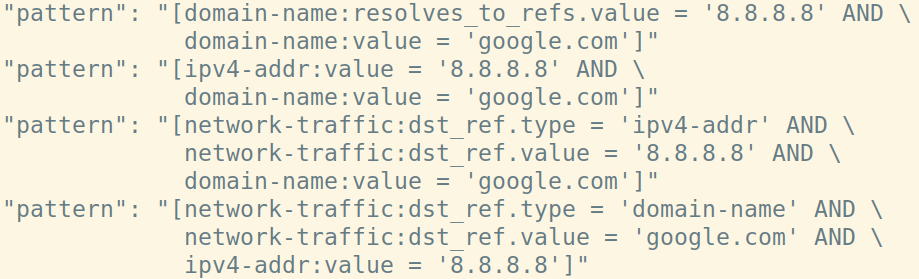 "pattern": "[domain-name:resolves_to_refs.value = '8.8.8.8' AND \
domain-name:value = 'google.com']"
"pattern": "[ipv4-addr:value = '8.8.8.8' AND \
domain-name:value = 'google.com']"
"pattern": "[network-traffic:dst_ref.type = 'ipv4-addr' AND \
network-traffic:dst_ref.value = '8.8.8.8' AND \
domain-name:value = 'google.com']"
"pattern": "[network-traffic:dst_ref.type = 'domain-name' AND \
network-traffic:dst_ref.value = 'google.com' AND \
ipv4-addr:value = '8.8.8.8']"